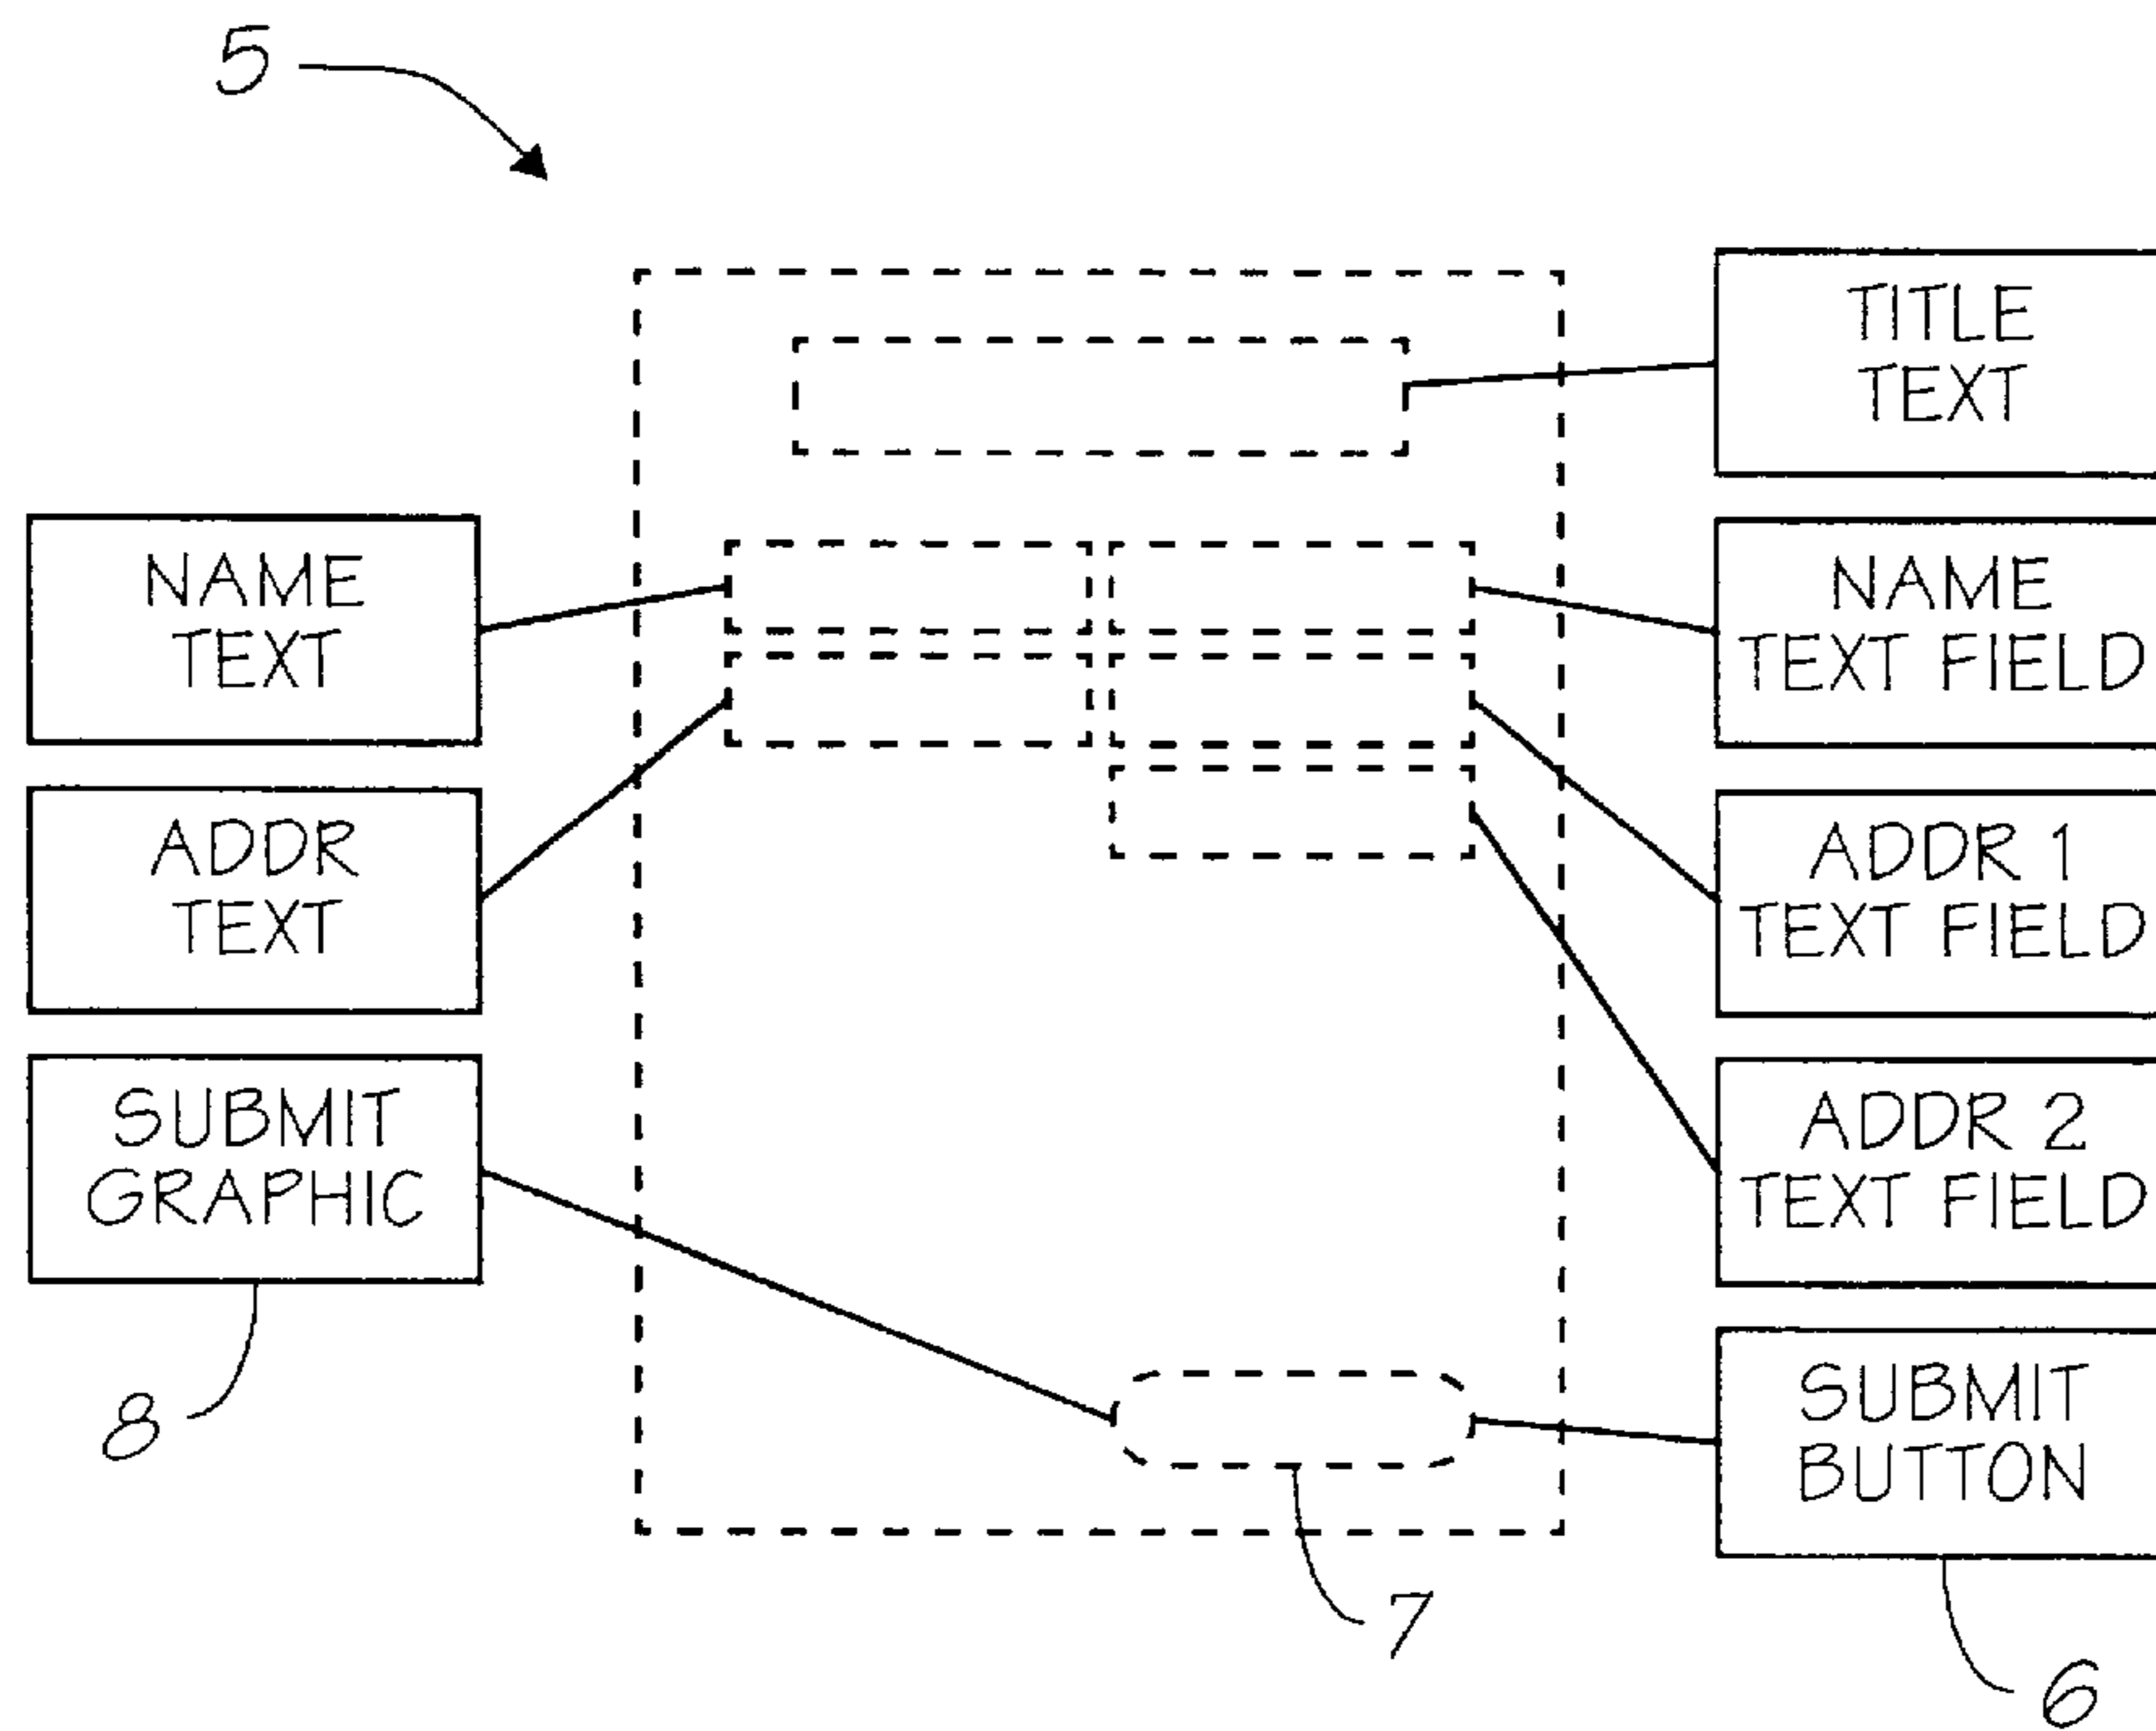 5
TITLE
TEXT
NAME
TEXT
NAME
TEXT FIELD
ADDR
TEXT
ADDR 1
TEXT FIELD
SUBMIT
GRAPHIC
ADDR 2
TEXT FIELD
8
SUBMIT
BUTTON
7
6